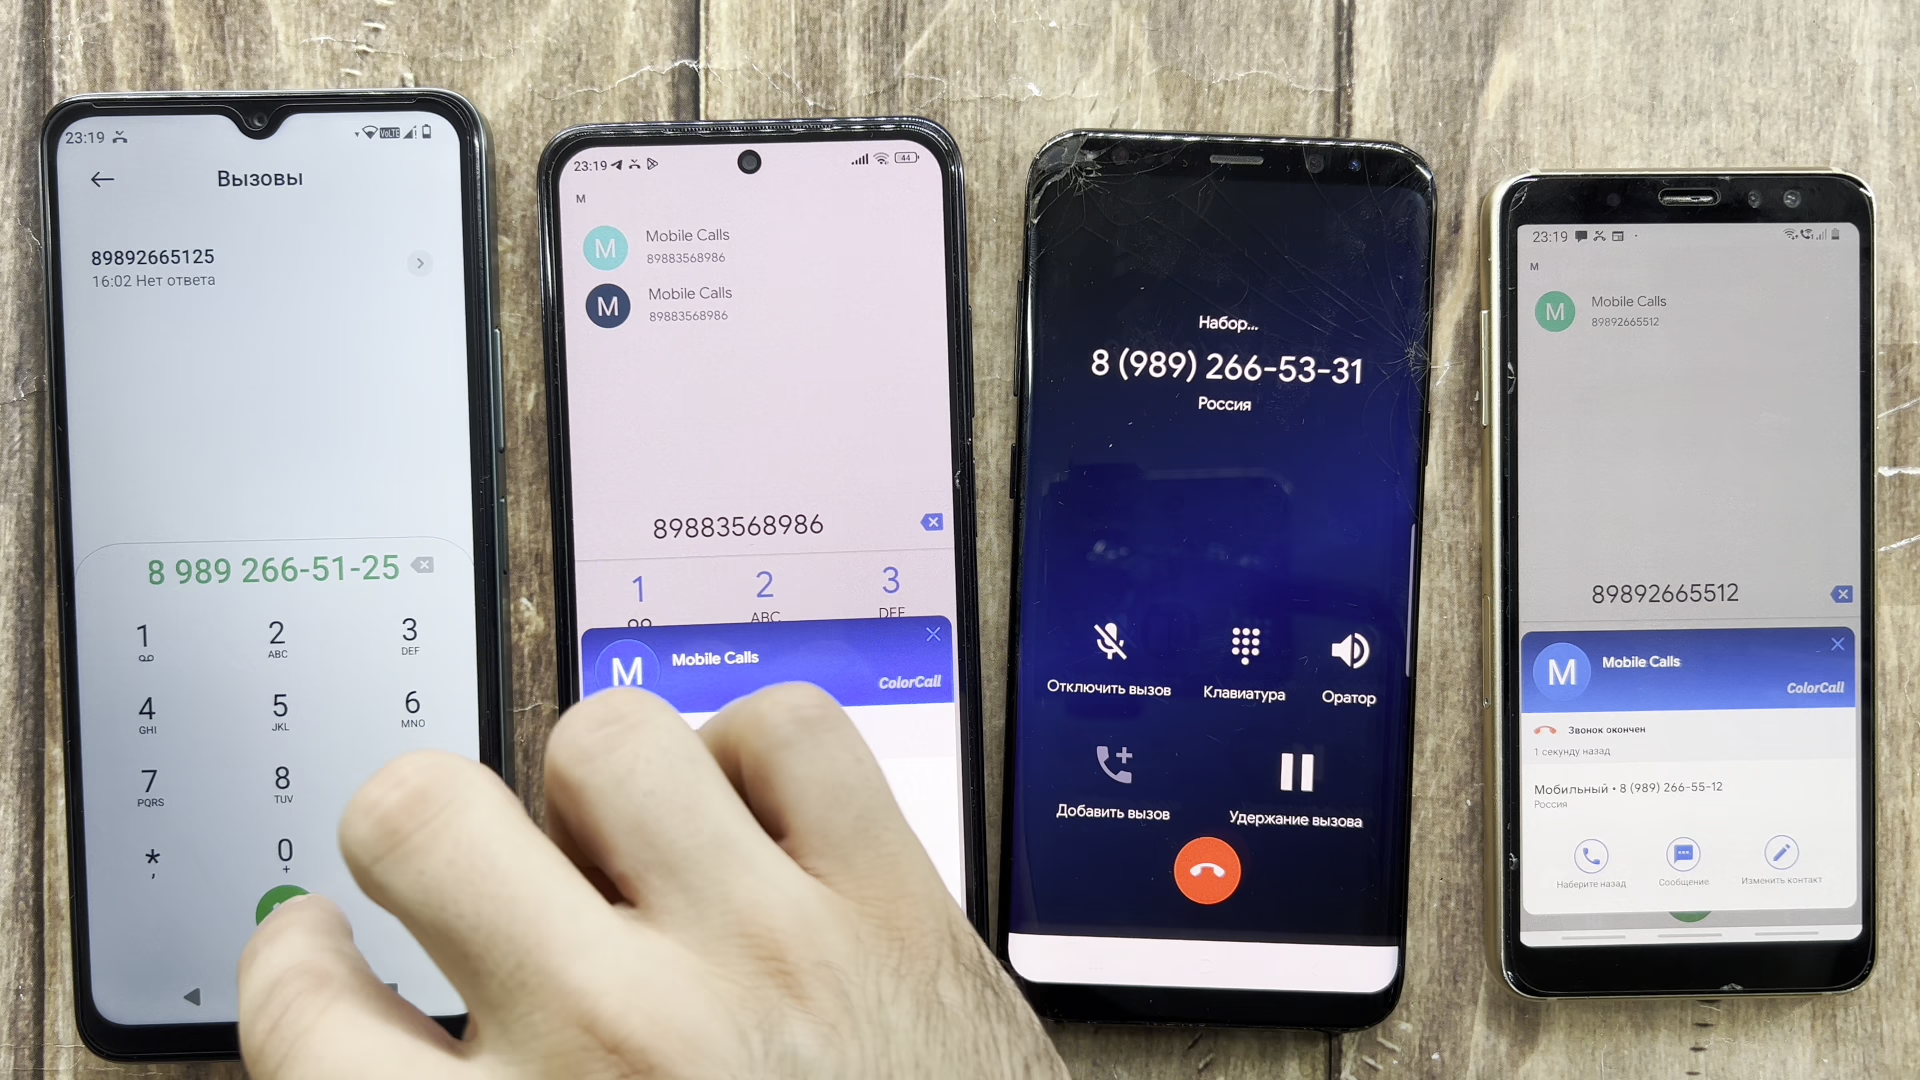 23:19
VoLTE
Вызовы
89892665125
16:02 Нет ответа
8 989 266-51-25
1
2
ABC
3
DEF
4
GHI
5
JKL
6
MNO
7
PQRS
8
TUV
*
,
0
+
23:19
44
M
M
Mobile Calls
89883568986
M
Mobile Calls
89883568986
89883568986
1
2
ABC
3
DEF
M
Mobile Calls
ColorCall
Набор...
8 (989) 266-53-31
Россия
Отключить вызов
Клавиатура
Оратор
Добавить вызов
Удержание вызова
23:19
M
M
Mobile Calls
89892665512
89892665512
M
Mobile Calls
ColorCall
Звонок окончен
1 секунду назад
Мобильный • 8 (989) 266-55-12
Россия
Наберите назад
Сообщение
Изменить контакт